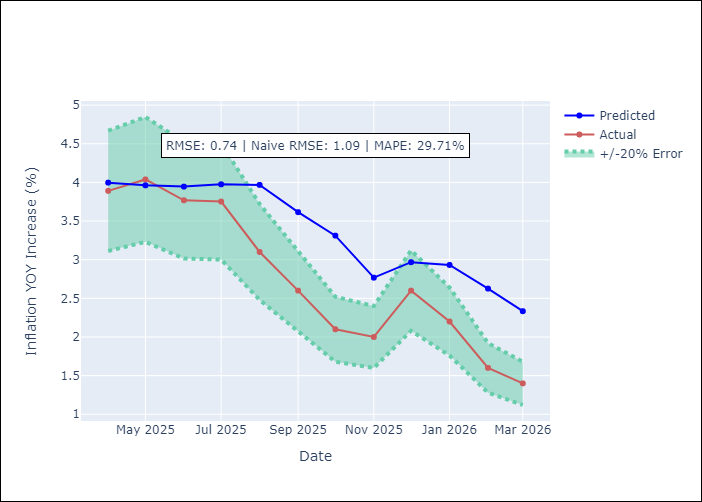 RMSE: 0.74 | Naive RMSE: 1.09 | MAPE: 29.71%
Predicted
Actual
+/-20% Error
Inflation YOY Increase (%)
5
4.5
4
3.5
3
2.5
2
1.5
1
May 2025
Jul 2025
Sep 2025
Nov 2025
Jan 2026
Mar 2026
Date